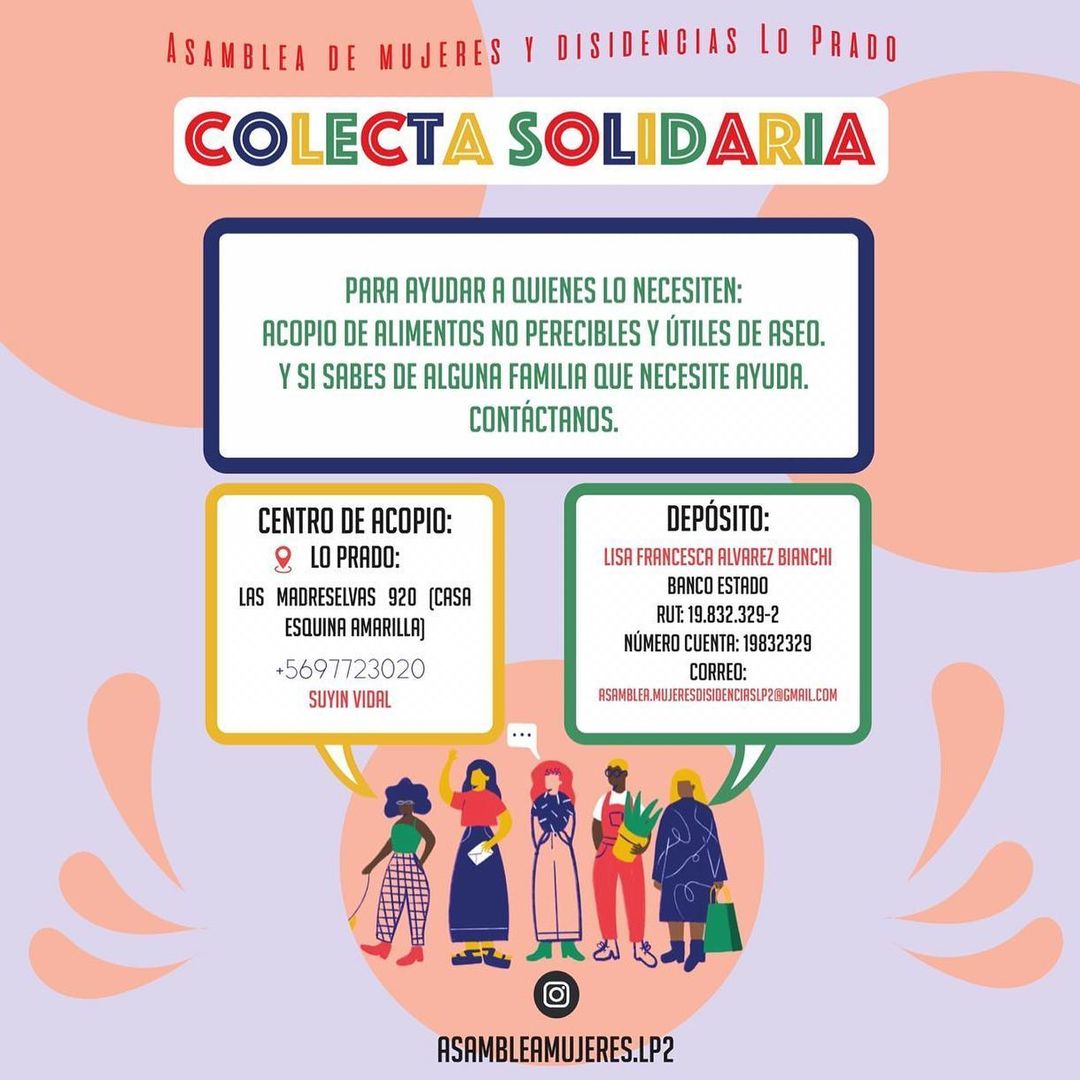 Asamblea de mujeres y disidencias Lo Prado
COLECTA SOLIDARIA
PARA AYUDAR A QUIENES LO NECESITEN:
ACOPIO DE ALIMENTOS NO PERECIBLES Y ÚTILES DE ASEO.
Y SI SABES DE ALGUNA FAMILIA QUE NECESITE AYUDA.
CONTÁCTANOS.
CENTRO DE ACOPIO:
LO PRADO:
LAS MADRESELVAS 920 (CASA
ESQUINA AMARILLA)
+5697723020
SUYIN VIDAL
DEPÓSITO:
LISA FRANCESCA ALVAREZ BIANCHI
BANCO ESTADO
RUT: 19.832.329-2
NÚMERO CUENTA: 19832329
CORREO:
ASAMBLEA.MUJERESDISIDENCIASLP2@GMAIL.COM
ASAMBLEAMUJERES.LP2